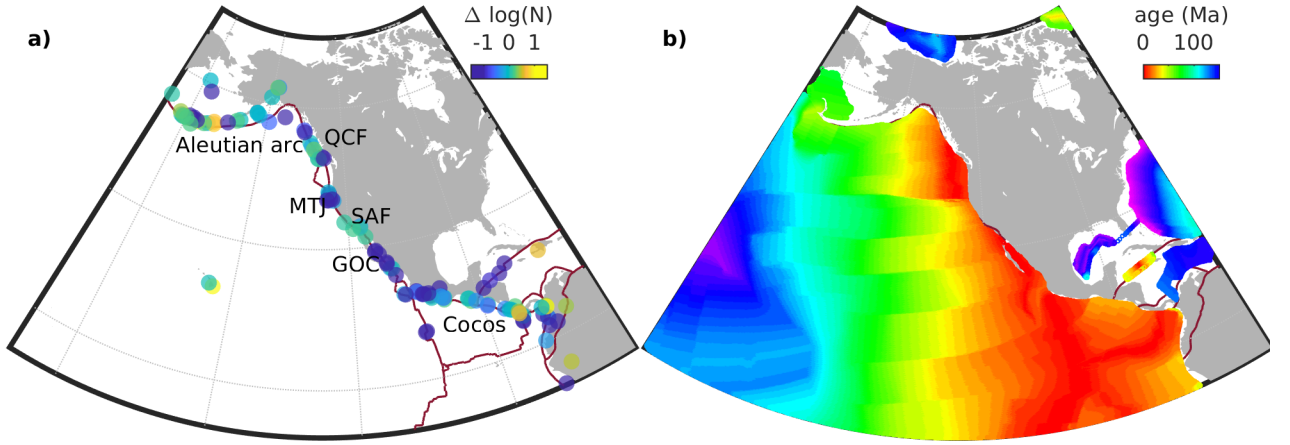 a)
Δ log(N)
-1 0 1
Aleutian arc
QCF
MTJ
SAF
GOC
Cocos
b)
age (Ma)
0 100